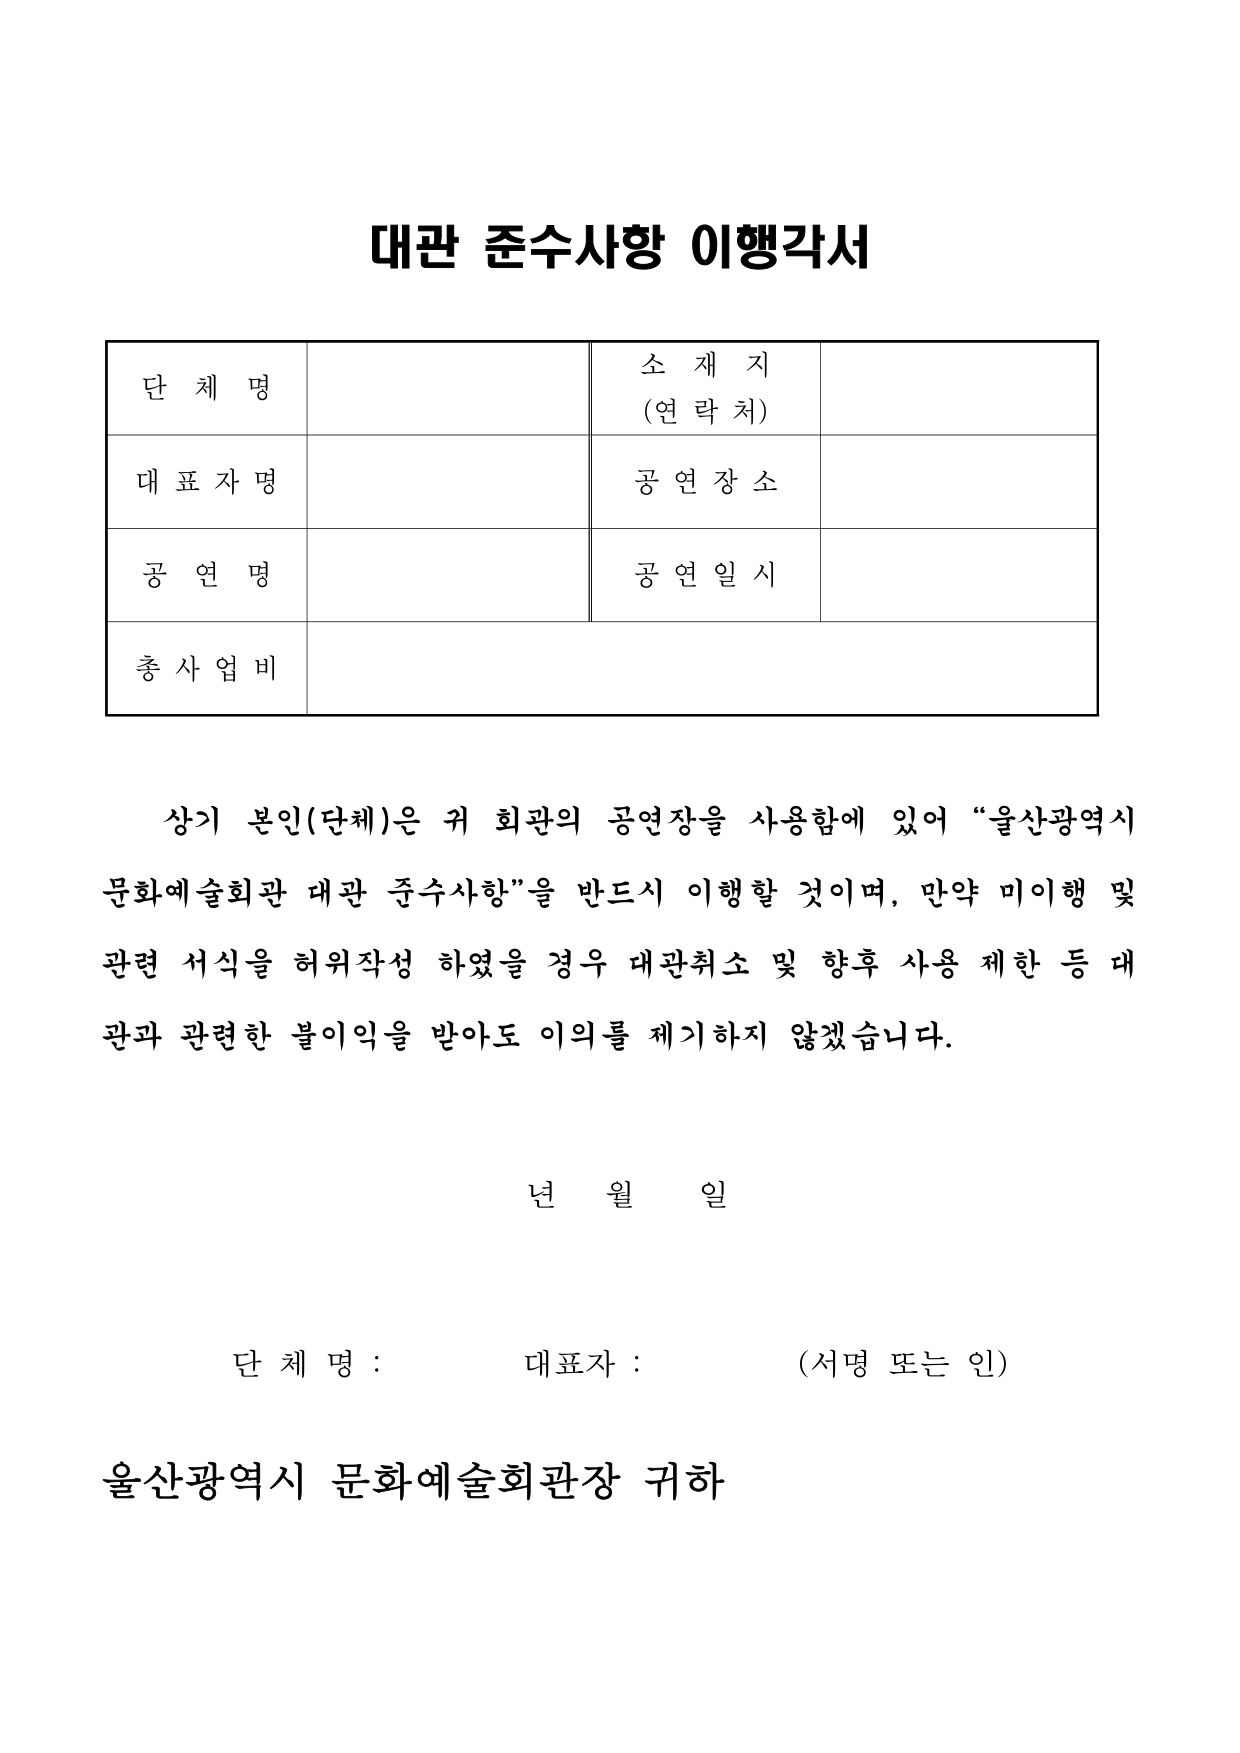 대관 준수사항 이행각서
단 체 명
소 재 지
(연 락 처)
대 표 자 명
공 연 장 소
공 연 명
공 연 일 시
총 사 업 비
상기 본인(단체)은 귀 회관의 공연장을 사용함에 있어 “울산광역시
문화예술회관 대관 준수사항”을 반드시 이행할 것이며, 만약 미이행 및
관련 서식을 허위작성 하였을 경우 대관취소 및 향후 사용 제한 등 대
관과 관련한 불이익을 받아도 이의를 제기하지 않겠습니다.
년 월 일
단 체 명 : 대표자 : (서명 또는 인)
울산광역시 문화예술회관장 귀하